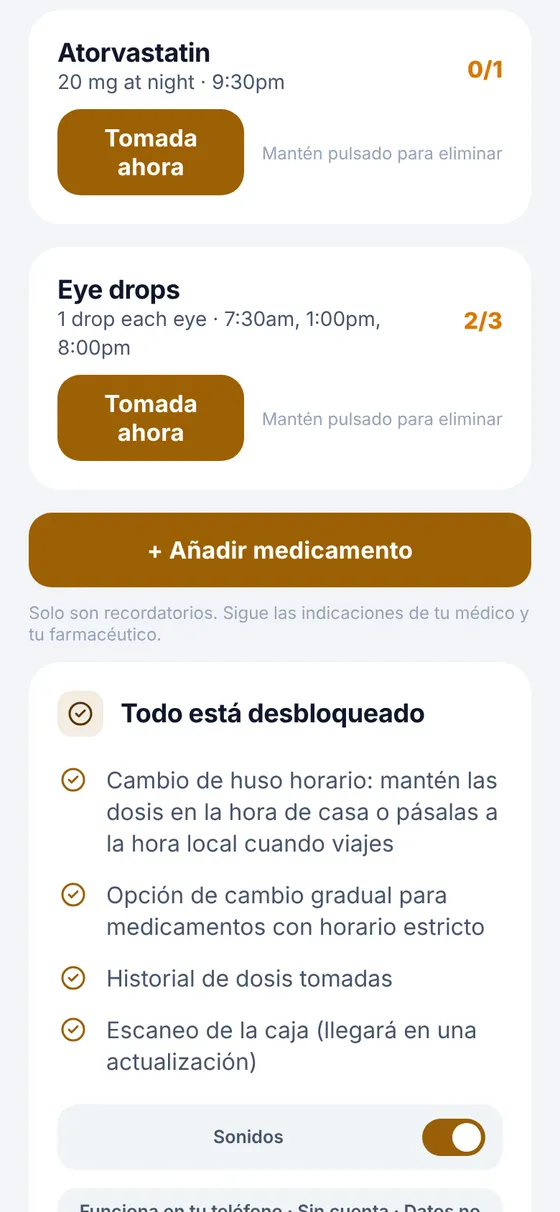 Atorvastatin
20 mg at night · 9:30pm
0/1
Tomada
ahora
Mantén pulsado para eliminar
Eye drops
1 drop each eye · 7:30am, 1:00pm,
8:00pm
2/3
Tomada
ahora
Mantén pulsado para eliminar
+ Añadir medicamento
Solo son recordatorios. Sigue las indicaciones de tu médico y
tu farmacéutico.
Todo está desbloqueado
Cambio de huso horario: mantén las
dosis en la hora de casa o pásalas a
la hora local cuando viajes
Opción de cambio gradual para
medicamentos con horario estricto
Historial de dosis tomadas
Escaneo de la caja (llegará en una
actualización)
Sonidos
Funciona en tu teléfono · Sin cuenta · Datos no